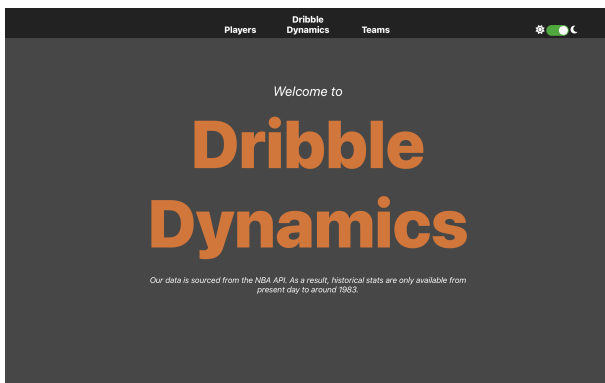 Players
Dribble
Dynamics
Teams
Welcome to
Dribble
Dynamics
Our data is sourced from the NBA API. As a result, historical stats are only available from
present day to around 1983.